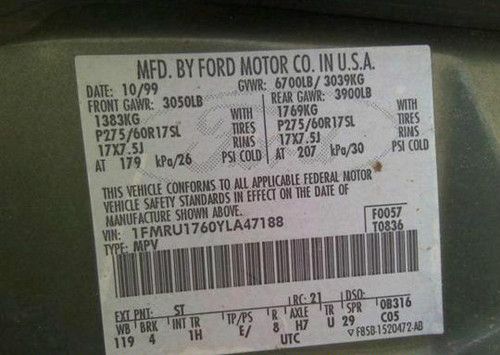 MFD. BY FORD MOTOR CO. IN U.S.A.
DATE: 10/99 GVWR: 6700LB/ 3039KG
FRONT GAWR: 3050LB REAR GAWR: 3900LB
1383KG WITH 1769KG WITH
P275/60R17SL TIRES P275/60R17SL TIRES
17X7.5J RIMS 17X7.5J RIMS
AT 179 kPa/26 PSI COLD AT 207 kPa/30 PSI COLD
THIS VEHICLE CONFORMS TO ALL APPLICABLE FEDERAL MOTOR
VEHICLE SAFETY STANDARDS IN EFFECT ON THE DATE OF
MANUFACTURE SHOWN ABOVE.
VIN: 1FMRU1760YLA47188 F0057
TYPE: MPV T0836
EXT PNT: ST RC: 21 DSO:
WB BRK INT TR TP/PS R AXLE TR SPR 0B316
119 4 1H E/ 8 H7 U 29 C05
UTC F85B-1520472-AB